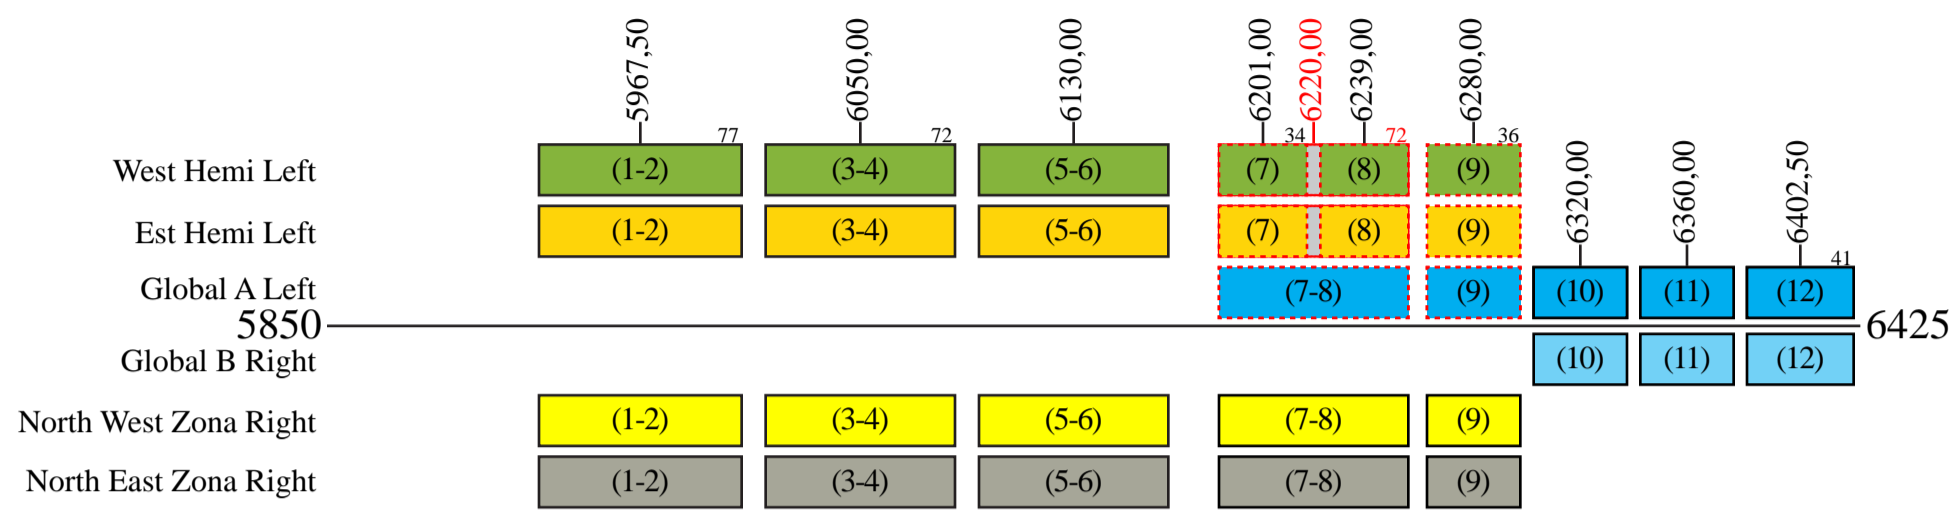 5967,50 6050,00 6130,00 6201,00 6220,00 6239,00 6280,00
77 72 34 72 36
6320,00 6360,00 6402,50
West Hemi Left (1-2) (3-4) (5-6) (7) (8) (9)
Est Hemi Left (1-2) (3-4) (5-6) (7) (8) (9)
41
Global A Left (7-8) (9) (10) (11) (12)
5850 6425
Global B Right (10) (11) (12)
North West Zona Right (1-2) (3-4) (5-6) (7-8) (9)
North East Zona Right (1-2) (3-4) (5-6) (7-8) (9)